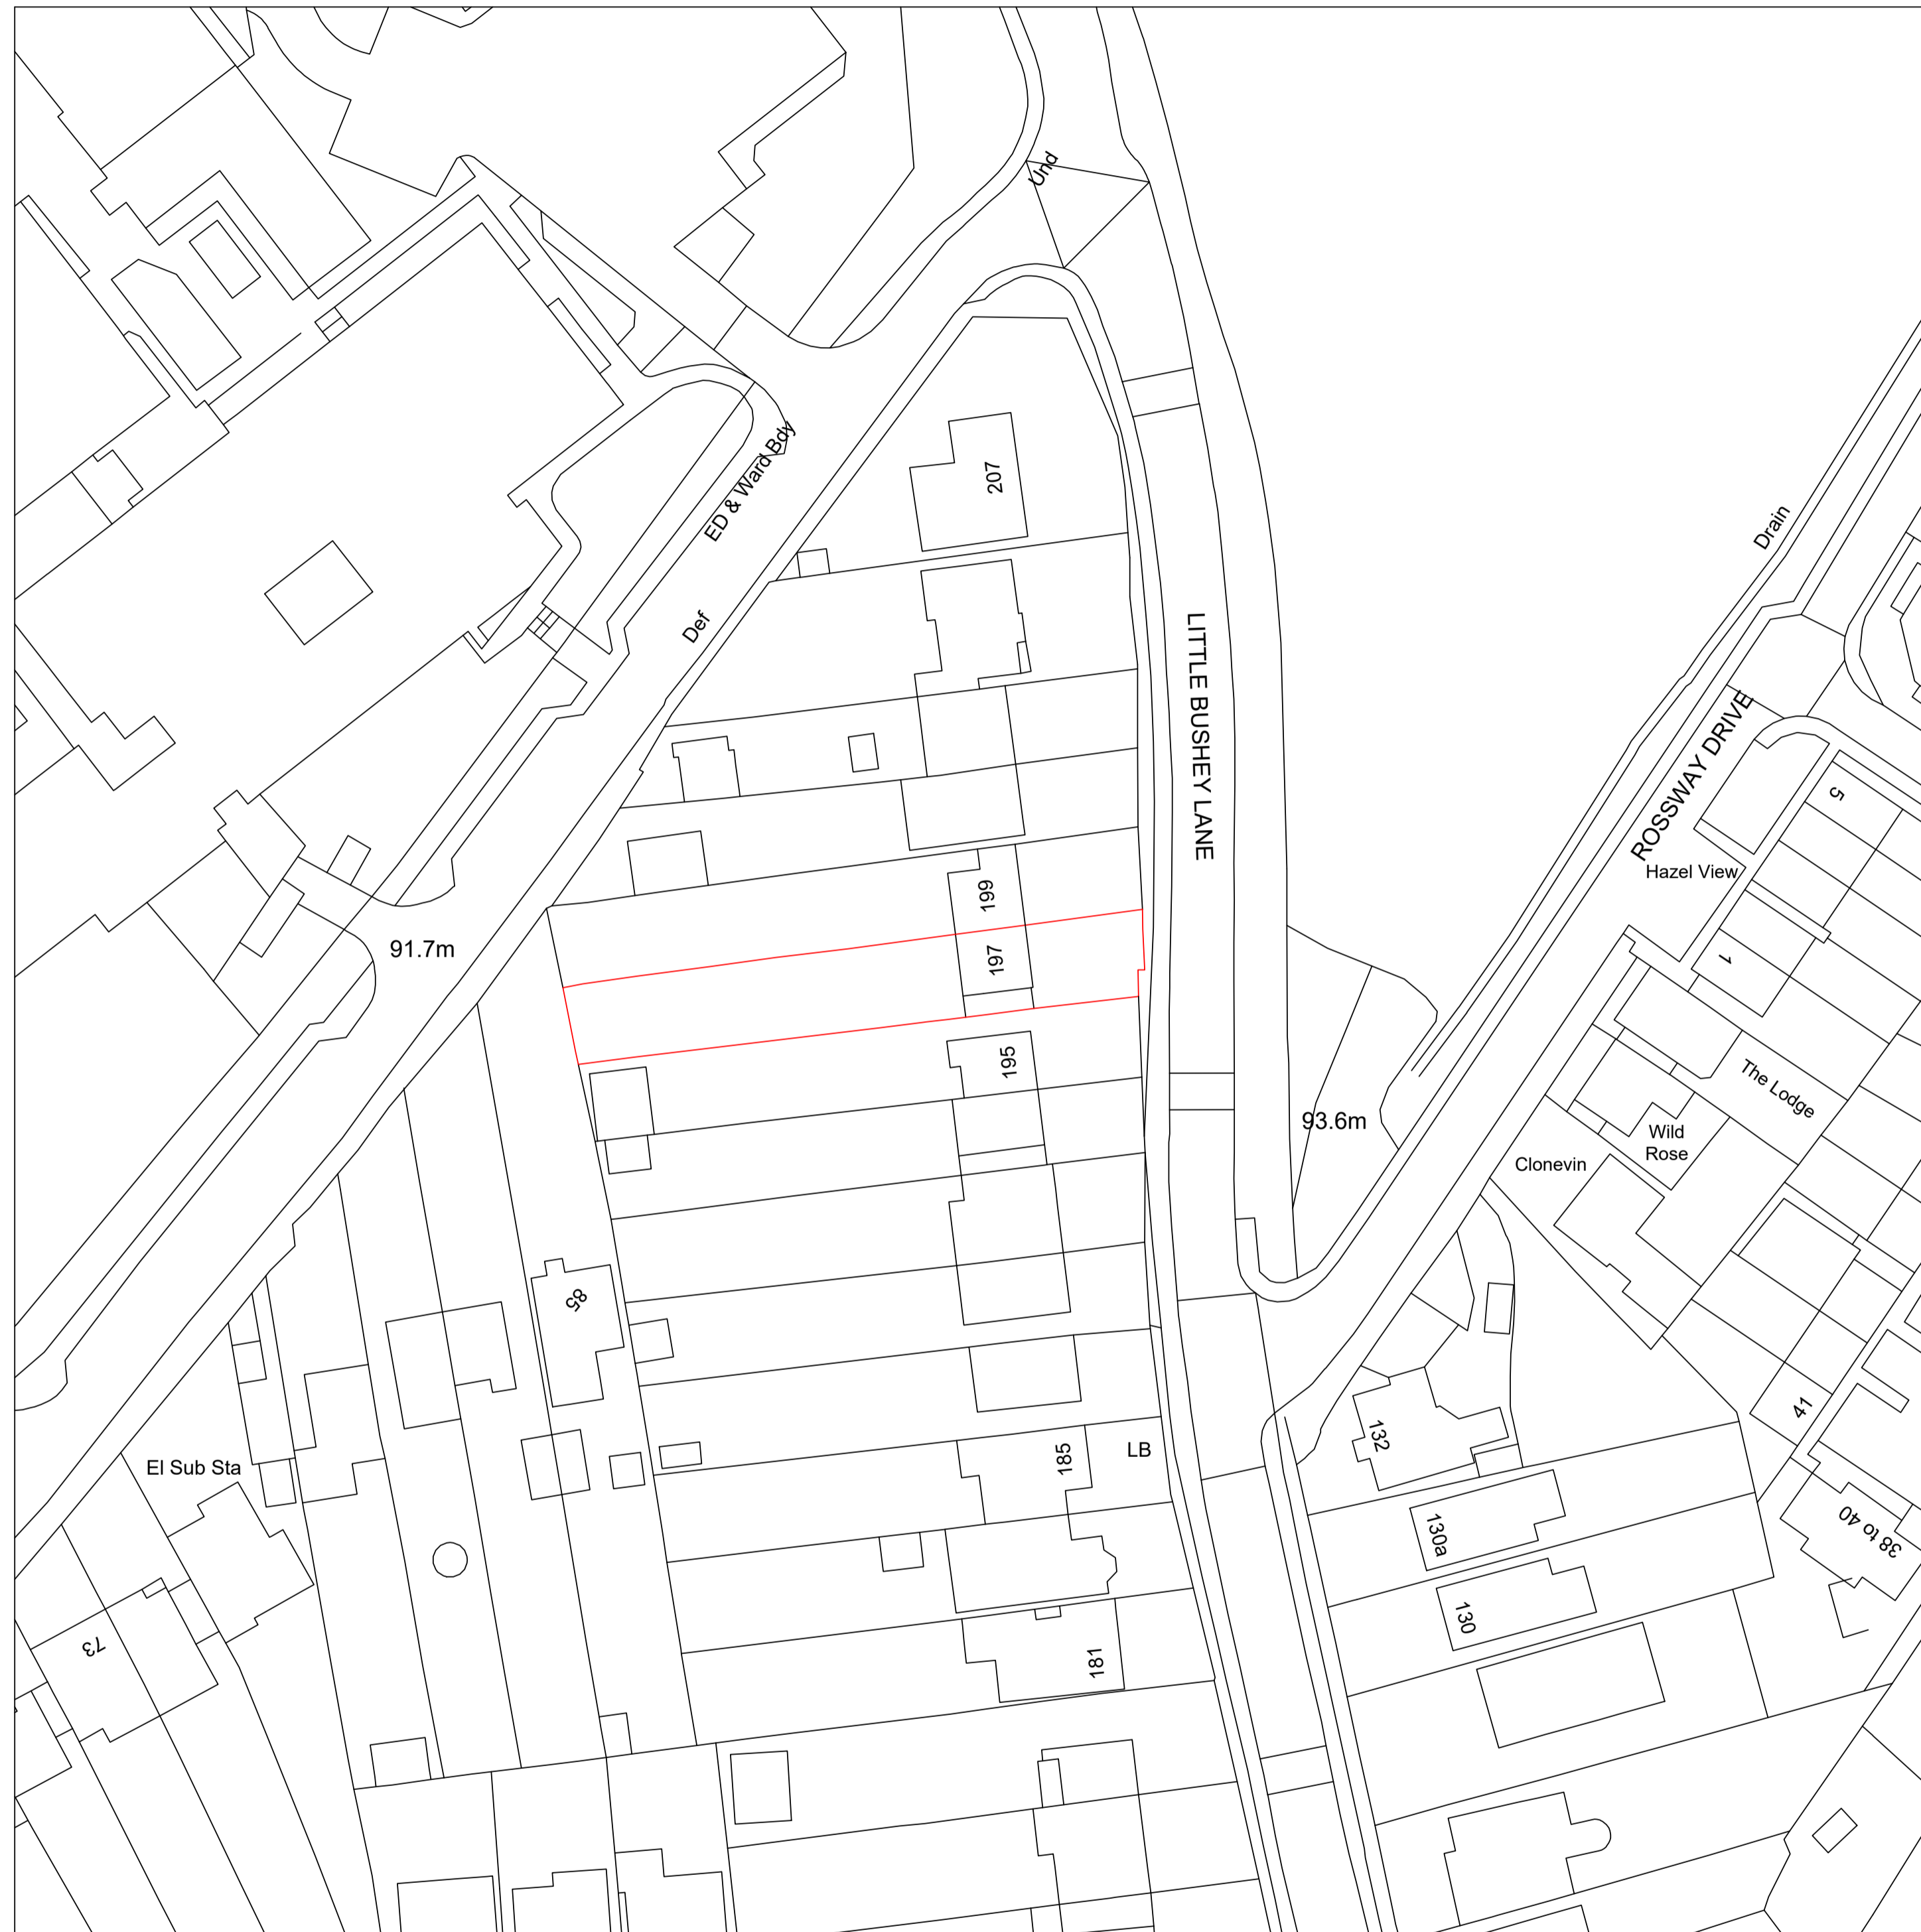 Und
ED & Ward Bdy
207
Drain
Def
LITTLE BUSHEY LANE
ROSSWAY DRIVE
5
Hazel View
199
91.7m
197
1
195
The Lodge
93.6m
Wild
Rose
Clonevin
85
41
132
185
LB
El Sub Sta
130a
38 to 40
130
73
181